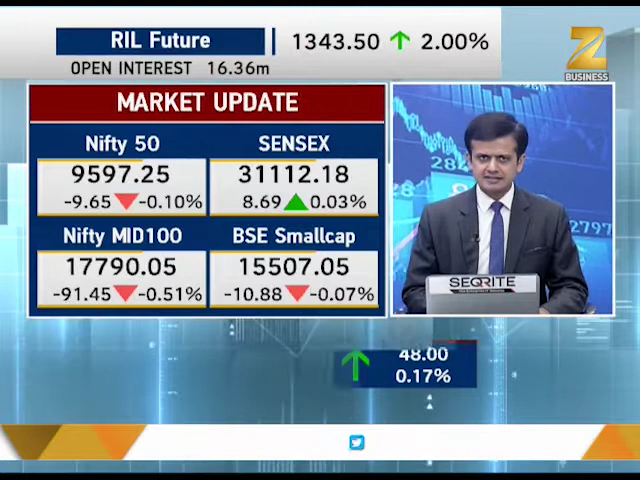 RIL Future 1343.50 2.00%
OPEN INTEREST 16.36m
Z
BUSINESS
MARKET UPDATE
Nifty 50
9597.25
-9.65 -0.10%
SENSEX
31112.18
8.69 0.03%
Nifty MID100
17790.05
-91.45 -0.51%
BSE Smallcap
15507.05
-10.88 -0.07%
284
2797
SEQRITE
48.00
0.17%